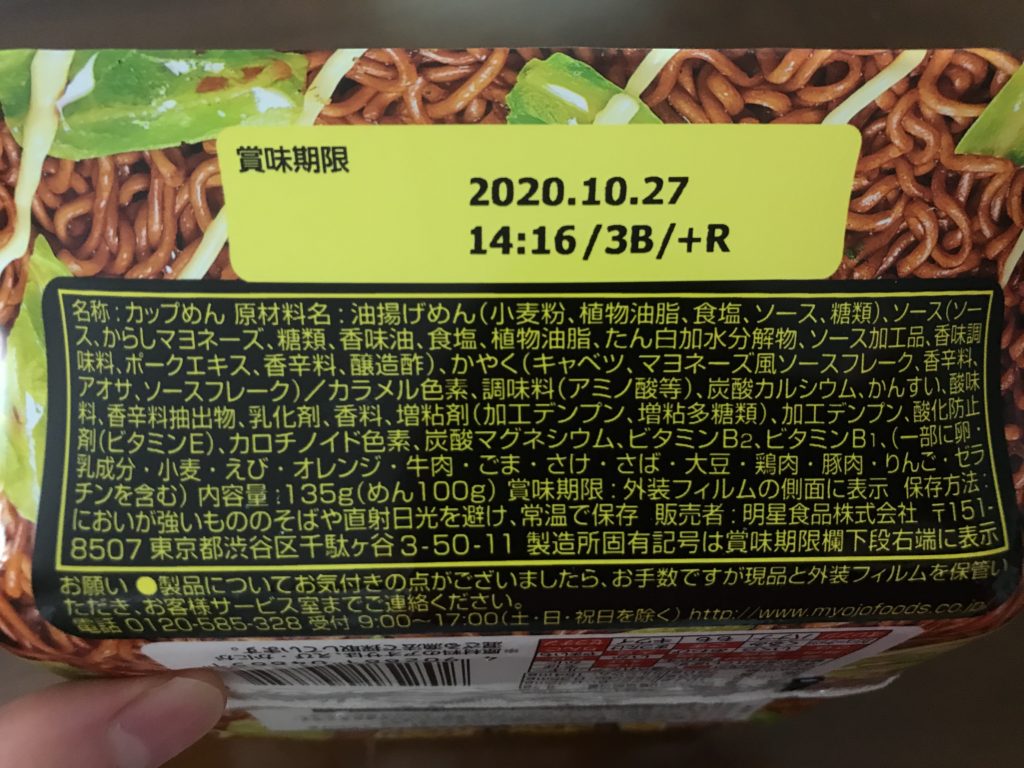 賞味期限
2020.10.27
14:16/3B/+R
名称:カップめん 原材料名:油揚げめん(小麦粉、植物油脂、食塩、ソース、糖類)、ソース(ソー
ス、からしマヨネーズ、糖類、香味油、食塩、植物油脂、たん白加水分解物、ソース加工品、香味調
味料、ポークエキス、香辛料、醸造酢)、かやく(キャベツ、マヨネーズ風ソースフレーク、香辛料、
アオサ、ソースフレーク)/カラメル色素、調味料(アミノ酸等)、炭酸カルシウム、かんすい、酸味
料、香辛料抽出物、乳化剤、香料、増粘剤(加工デンプン、増粘多糖類)、加工デンプン、酸化防止
剤(ビタミンE)、カロチノイド色素、炭酸マグネシウム、ビタミンB2、ビタミンB1、(一部に卵・
乳成分・小麦・えび・オレンジ・牛肉・ごま・さけ・さば・大豆・鶏肉・豚肉・りんご・ゼラ
チンを含む) 内容量:135g(めん100g) 賞味期限:外装フィルムの側面に表示 保存方法:
においが強いもののそばや直射日光を避け、常温で保存 販売者:明星食品株式会社 〒151-
8507 東京都渋谷区千駄ヶ谷3-50-11 製造所固有記号は賞味期限欄下段右端に表示
お願い ●製品についてお気付きの点がございましたら、お手数ですが現品と外装フィルムを保管い
ただき、お客様サービス室までご連絡ください。
電話 0120-585-328 受付 9:00～17:00(土・日・祝日を除く) http://www.myojofoods.co.jp/